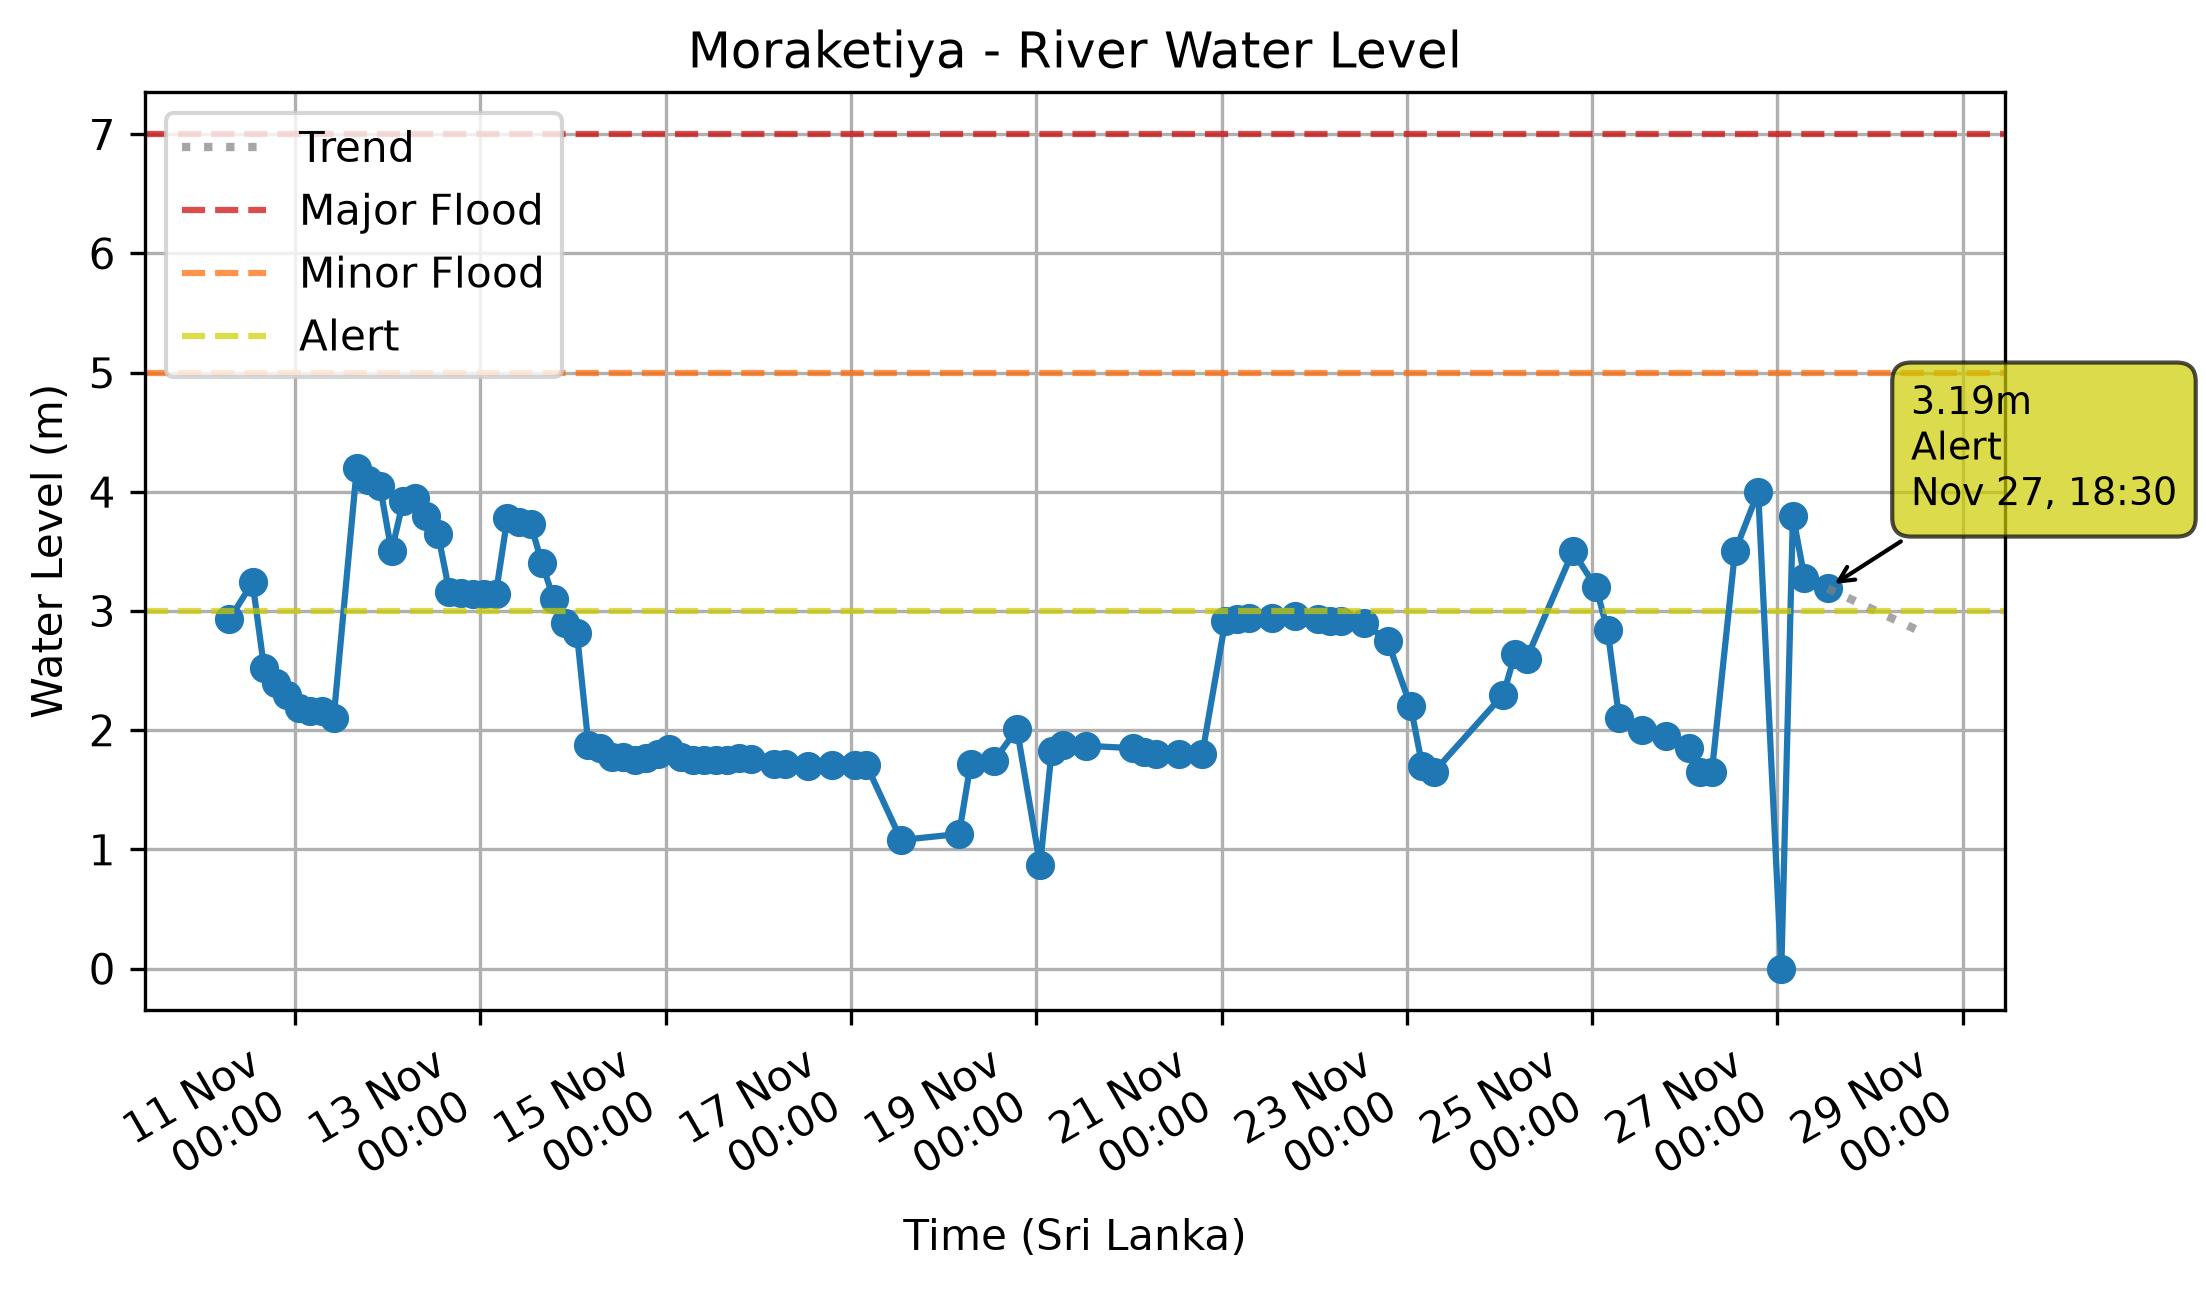 Moraketiya - River Water Level
Trend
Major Flood
Minor Flood
Alert
3.19m
Alert
Nov 27, 18:30
Water Level (m)
7
6
5
4
3
2
1
0
11 Nov
00:00
13 Nov
00:00
15 Nov
00:00
17 Nov
00:00
19 Nov
00:00
21 Nov
00:00
23 Nov
00:00
25 Nov
00:00
27 Nov
00:00
29 Nov
00:00
Time (Sri Lanka)